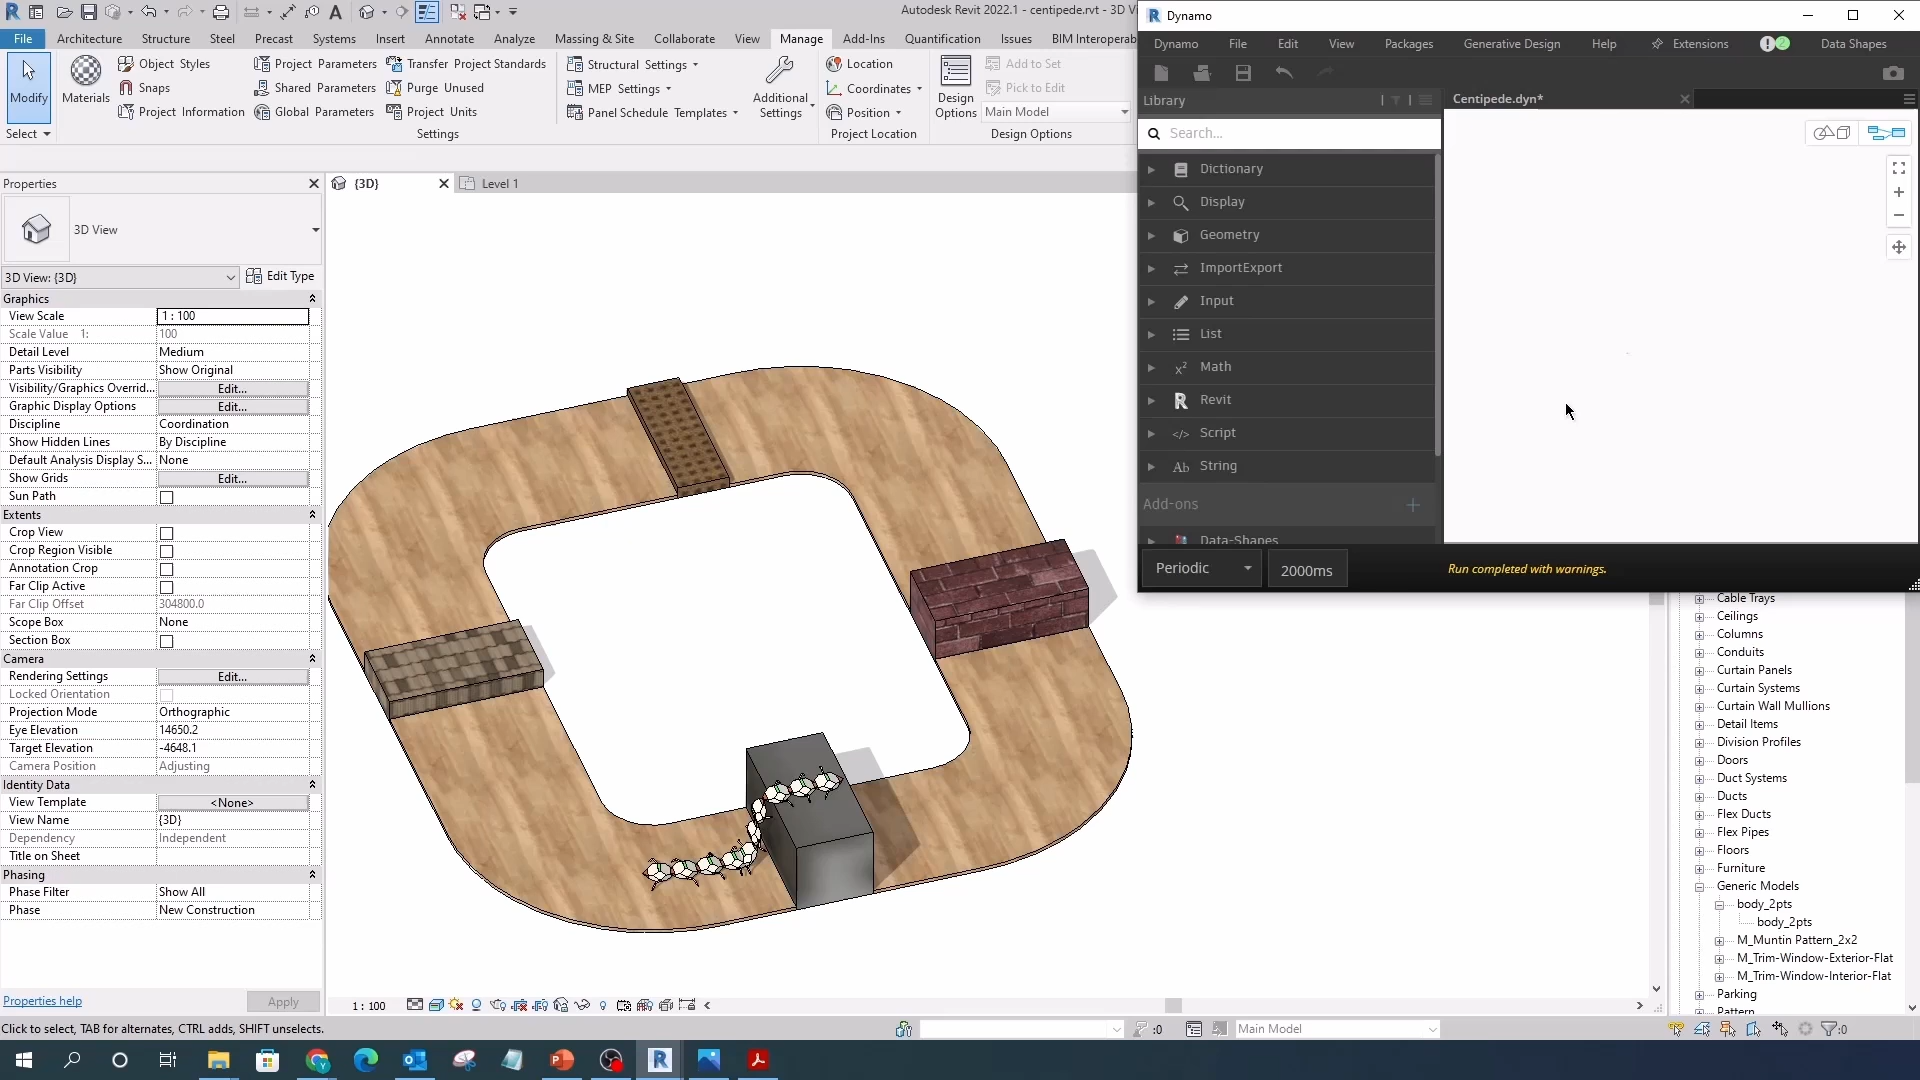 Autodesk Revit 2022.1 - centipede.rvt - 3D Vi
File
Architecture
Structure
Steel
Precast
Systems
Insert
Annotate
Analyze
Massing & Site
Collaborate
View
Manage
Add-Ins
Quantification
Issues
BIM Interoperab
Modify
Select
Materials
Object Styles
Snaps
Project Information
Project Parameters
Shared Parameters
Global Parameters
Transfer Project Standards
Purge Unused
Project Units
Structural Settings
MEP Settings
Panel Schedule Templates
Settings
Additional
Settings
Location
Coordinates
Position
Project Location
Design
Options
Add to Set
Pick to Edit
Main Model
Design Options
Properties
3D View
3D View: {3D}
Edit Type
Graphics
View Scale 1 : 100
Scale Value 1: 100
Detail Level Medium
Parts Visibility Show Original
Visibility/Graphics Overrid... Edit...
Graphic Display Options Edit...
Discipline Coordination
Show Hidden Lines By Discipline
Default Analysis Display S... None
Show Grids Edit...
Sun Path
Extents
Crop View
Crop Region Visible
Annotation Crop
Far Clip Active
Far Clip Offset 304800.0
Scope Box None
Section Box
Camera
Rendering Settings Edit...
Locked Orientation
Projection Mode Orthographic
Eye Elevation 14650.2
Target Elevation -4648.1
Camera Position Adjusting
Identity Data
View Template <None>
View Name {3D}
Dependency Independent
Title on Sheet
Phasing
Phase Filter Show All
Phase New Construction
Properties help
Apply
{3D}
Level 1
1 : 100
Dynamo
Dynamo
File
Edit
View
Packages
Generative Design
Help
Extensions
2
Data Shapes
Library
Search...
Dictionary
Display
Geometry
ImportExport
Input
List
Math
Revit
Script
String
Add-ons
Data-Shapes
Centipede.dyn*
Periodic
2000ms
Run completed with warnings.
Cable Trays
Ceilings
Columns
Conduits
Curtain Panels
Curtain Systems
Curtain Wall Mullions
Detail Items
Division Profiles
Doors
Duct Systems
Ducts
Flex Ducts
Flex Pipes
Floors
Furniture
Generic Models
body_2pts
body_2pts
M_Muntin Pattern_2x2
M_Trim-Window-Exterior-Flat
M_Trim-Window-Interior-Flat
Parking
Pattern
Click to select, TAB for alternates, CTRL adds, SHIFT unselects.
:0
Main Model
:0